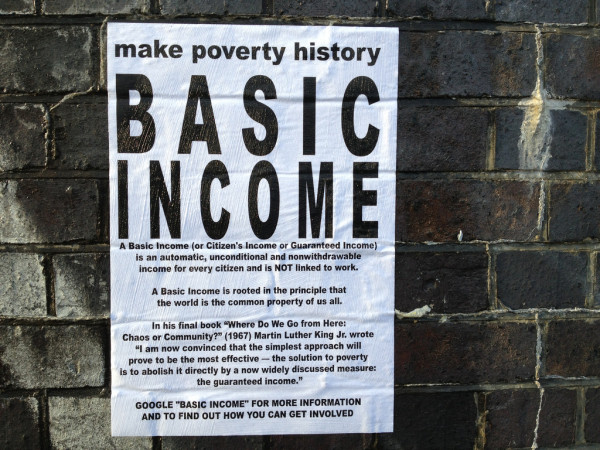 make poverty history
BASIC
INCOME
A Basic Income (or Citizen's Income or Guaranteed Income)
is an automatic, unconditional and nonwithdrawable
income for every citizen and is NOT linked to work.
A Basic Income is rooted in the principle that
the world is the common property of us all.
In his final book “Where Do We Go from Here:
Chaos or Community?” (1967) Martin Luther King Jr. wrote
“I am now convinced that the simplest approach will
prove to be the most effective — the solution to poverty
is to abolish it directly by a now widely discussed measure:
the guaranteed income.”
GOOGLE "BASIC INCOME" FOR MORE INFORMATION
AND TO FIND OUT HOW YOU CAN GET INVOLVED